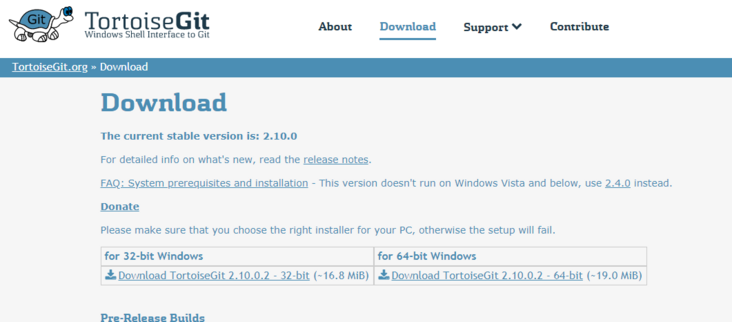 Git TortoiseGit
Windows Shell Interface to Git
About Download Support Contribute
TortoiseGit.org » Download
Download
The current stable version is: 2.10.0
For detailed info on what's new, read the release notes.
FAQ: System prerequisites and installation - This version doesn't run on Windows Vista and below, use 2.4.0 instead.
Donate
Please make sure that you choose the right installer for your PC, otherwise the setup will fail.
for 32-bit Windows for 64-bit Windows
Download TortoiseGit 2.10.0.2 - 32-bit (~16.8 MiB) Download TortoiseGit 2.10.0.2 - 64-bit (~19.0 MiB)
Pre-Release Builds